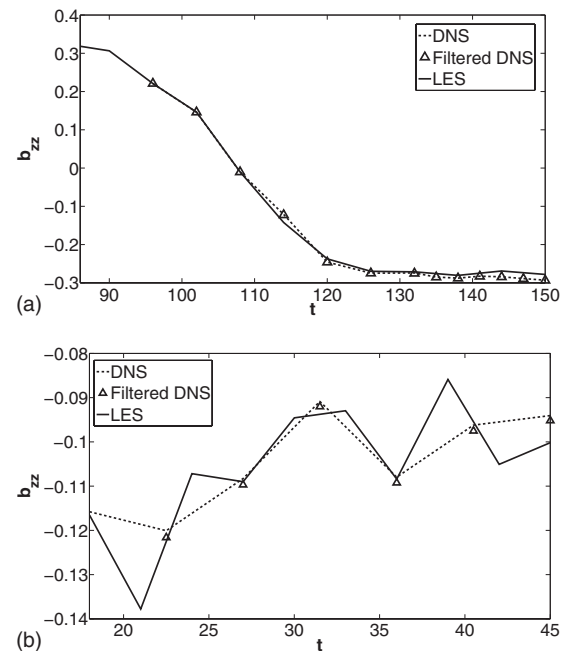 0.4
0.3
0.2
0.1
0
−0.1
−0.2
−0.3
b_zz
DNS
Filtered DNS
LES
90 100 110 120 130 140 150
t
(a)
−0.08
−0.09
−0.1
−0.11
−0.12
−0.13
−0.14
b_zz
DNS
Filtered DNS
LES
20 25 30 35 40 45
t
(b)